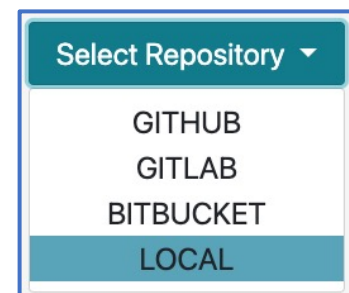 Select Repository
GITHUB
GITLAB
BITBUCKET
LOCAL